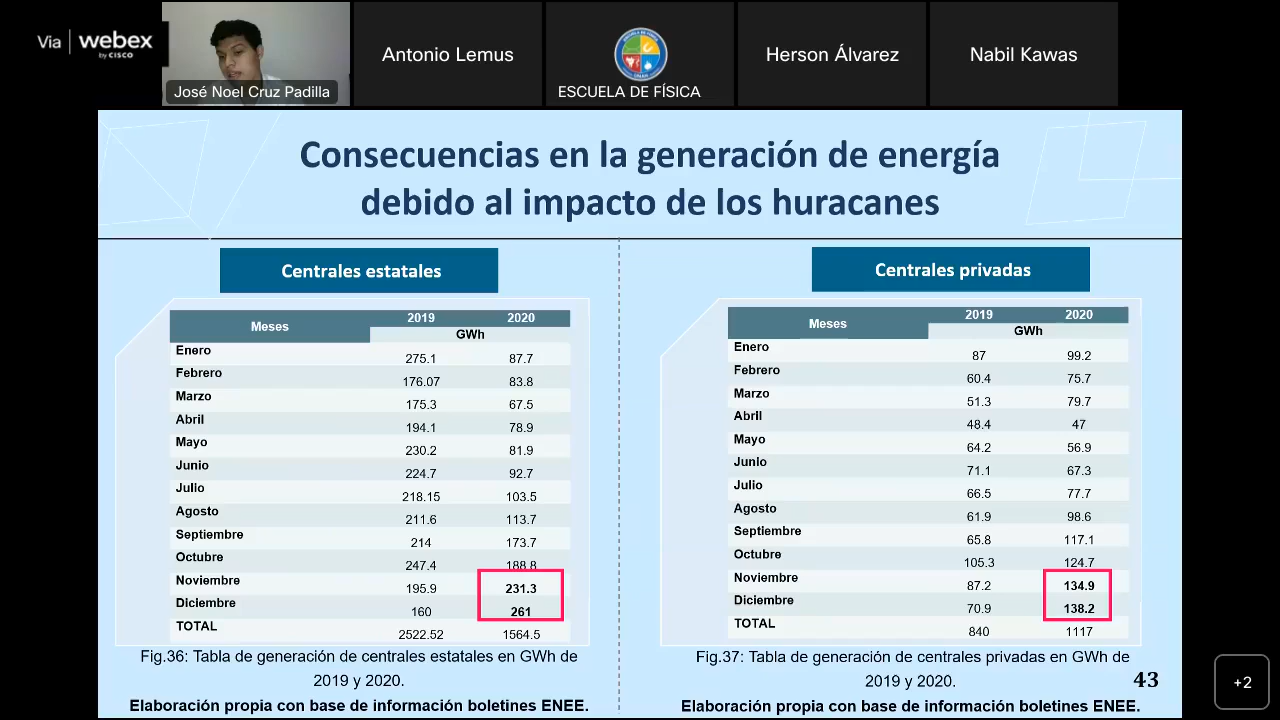 Via webex
by CISCO
José Noel Cruz Padilla
Antonio Lemus
ESCUELA DE FÍSICA
Herson Álvarez
Nabil Kawas
Consecuencias en la generación de energía
debido al impacto de los huracanes
Centrales estatales
Meses 2019 2020
GWh
Enero 275.1 87.7
Febrero 176.07 83.8
Marzo 175.3 67.5
Abril 194.1 78.9
Mayo 230.2 81.9
Junio 224.7 92.7
Julio 218.15 103.5
Agosto 211.6 113.7
Septiembre 214 173.7
Octubre 247.4 188.8
Noviembre 195.9 231.3
Diciembre 160 261
TOTAL 2522.52 1564.5
Fig.36: Tabla de generación de centrales estatales en GWh de
2019 y 2020.
Elaboración propia con base de información boletines ENEE.
Centrales privadas
Meses 2019 2020
GWh
Enero 87 99.2
Febrero 60.4 75.7
Marzo 51.3 79.7
Abril 48.4 47
Mayo 64.2 56.9
Junio 71.1 67.3
Julio 66.5 77.7
Agosto 61.9 98.6
Septiembre 65.8 117.1
Octubre 105.3 124.7
Noviembre 87.2 134.9
Diciembre 70.9 138.2
TOTAL 840 1117
Fig.37: Tabla de generación de centrales privadas en GWh de
2019 y 2020.
43
Elaboración propia con base de información boletines ENEE.
+2